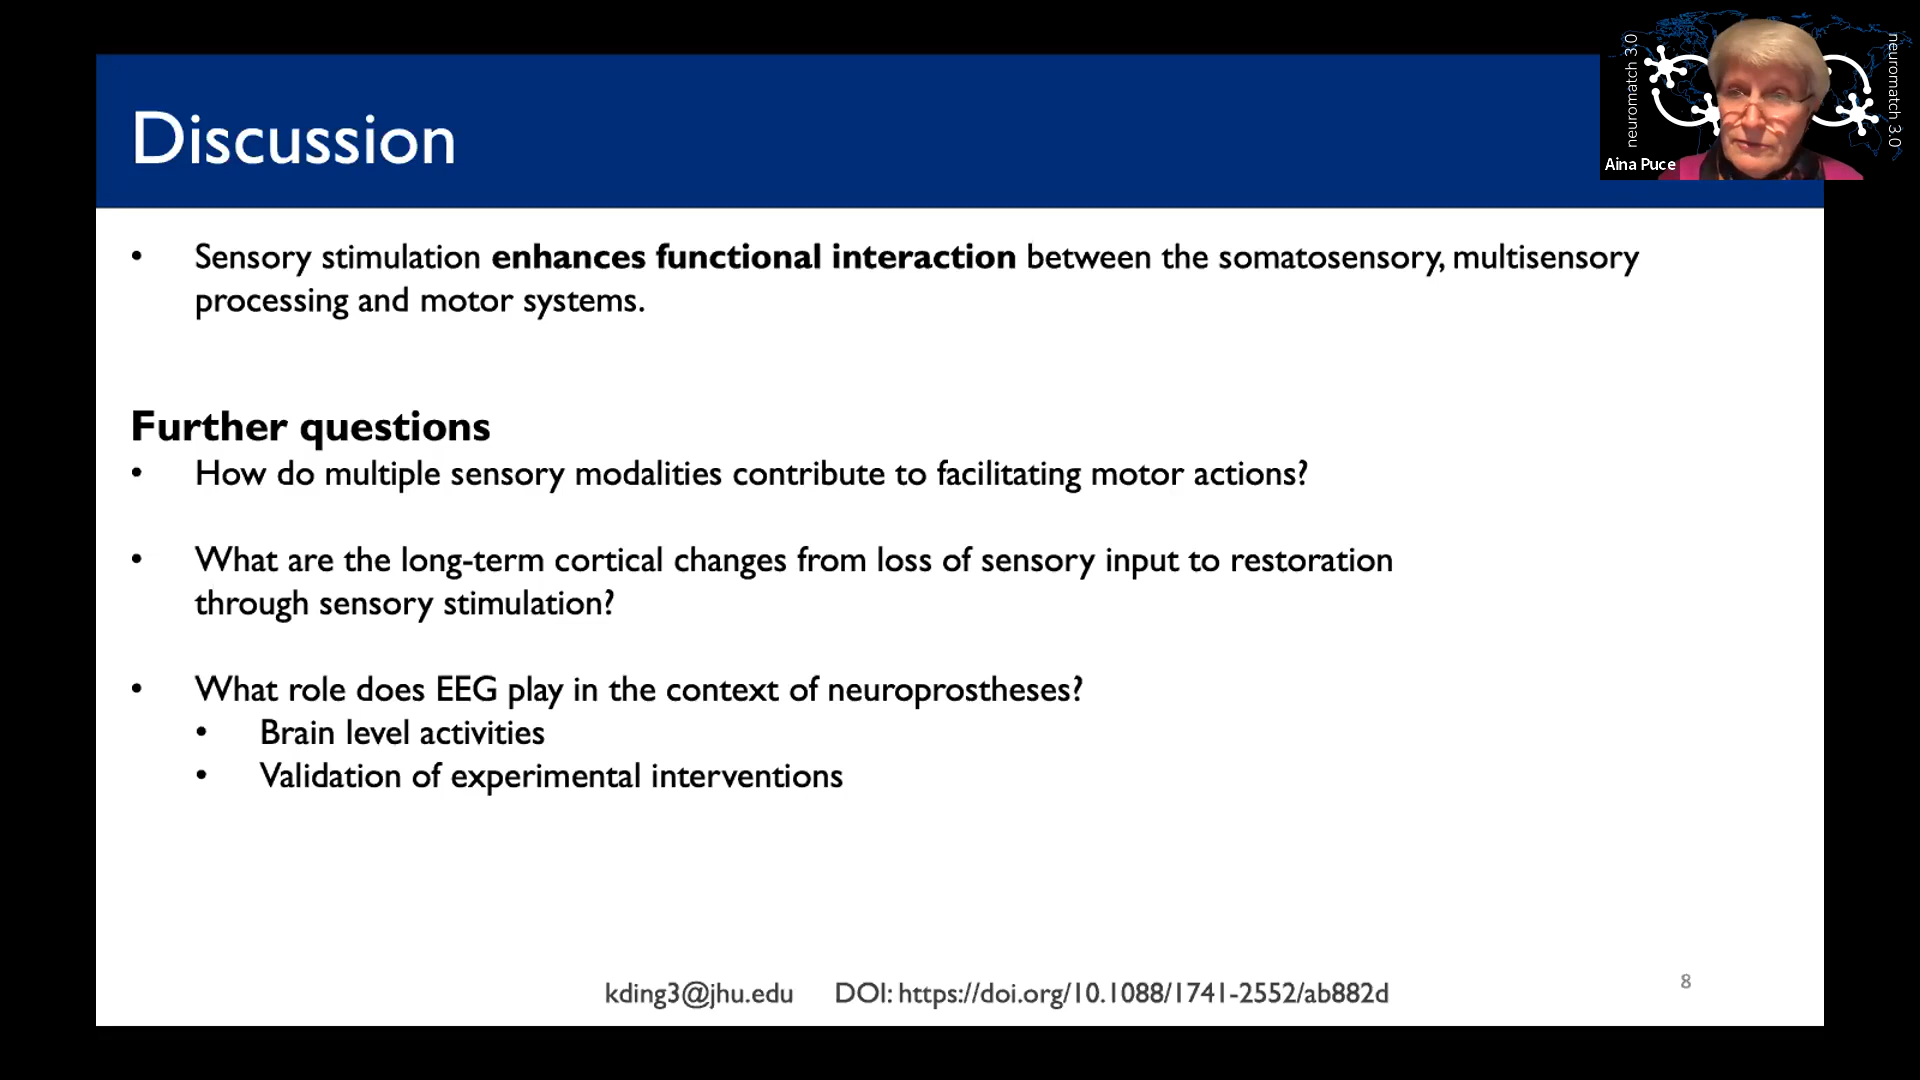 Discussion
neuromatch 3.0
neuromatch 3.0
Aina Puce
• Sensory stimulation enhances functional interaction between the somatosensory, multisensory
processing and motor systems.
Further questions
• How do multiple sensory modalities contribute to facilitating motor actions?
• What are the long-term cortical changes from loss of sensory input to restoration
through sensory stimulation?
• What role does EEG play in the context of neuroprostheses?
• Brain level activities
• Validation of experimental interventions
kding3@jhu.edu DOI: https://doi.org/10.1088/1741-2552/ab882d
8